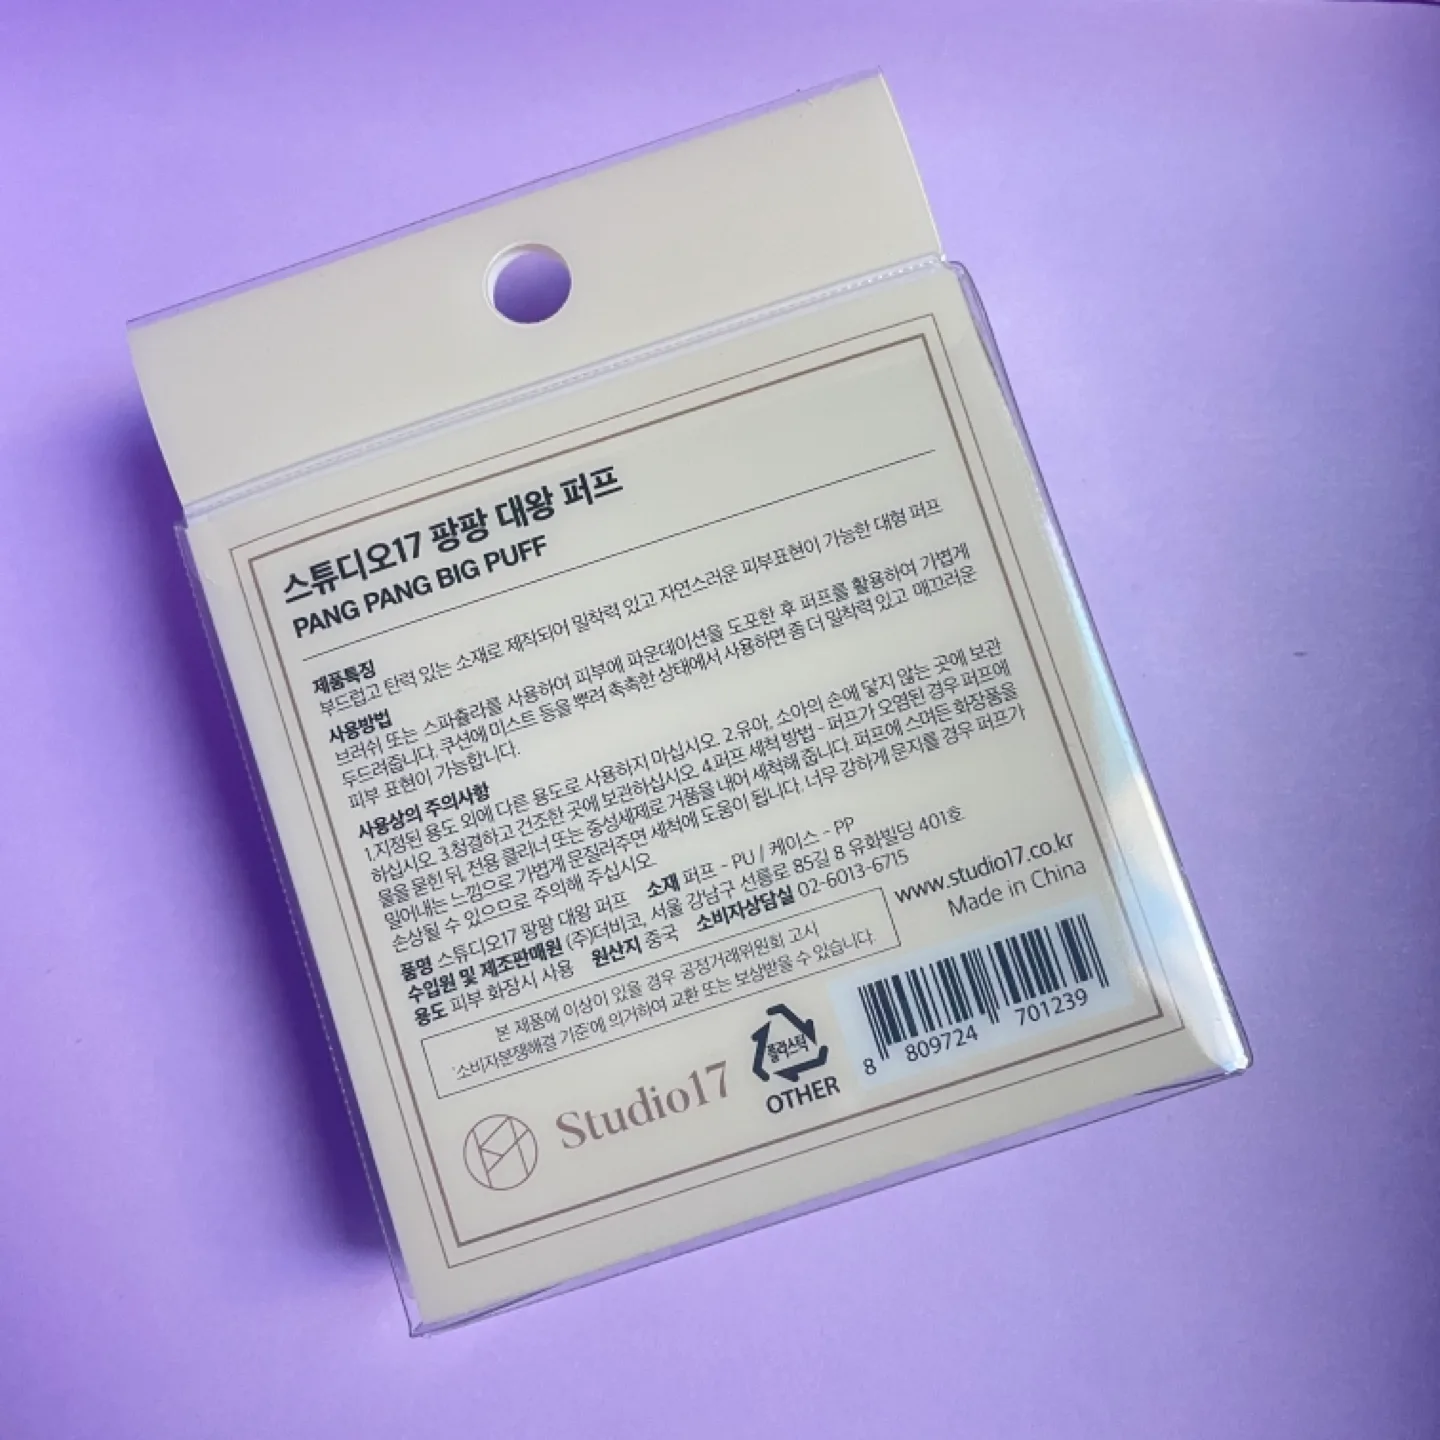 스튜디오17 팡팡 대왕 퍼프
PANG PANG BIG PUFF
제품특징
부드럽고 탄력 있는 소재로 제작되어 밀착력 있고 자연스러운 피부표현이 가능한 대형 퍼프
사용방법
브러쉬 또는 스파츌라를 사용하여 피부에 파운데이션을 도포한 후 퍼프를 활용하여 가볍게
두드려줍니다. 쿠션에 미스트 등을 뿌려 촉촉한 상태에서 사용하면 좀 더 밀착력 있고 매끄러운
피부 표현이 가능합니다.
사용상의 주의사항
1.지정된 용도 외에 다른 용도로 사용하지 마십시오. 2.유아, 소아의 손에 닿지 않는 곳에 보관
하십시오. 3.청결하고 건조한 곳에 보관하십시오. 4.퍼프 세척 방법 - 퍼프가 오염된 경우 퍼프에
물을 묻힌 뒤, 전용 클리너 또는 중성세제로 거품을 내어 세척해 줍니다. 퍼프에 스며든 화장품을
밀어내는 느낌으로 가볍게 문질러주면 세척에 도움이 됩니다. 너무 강하게 문지를 경우 퍼프가
손상될 수 있으므로 주의해 주십시오.
품명 스튜디오17 팡팡 대왕 퍼프 소재 퍼프 - PU / 케이스 - PP
수입원 및 제조판매원 (주)더비코, 서울 강남구 선릉로 85길 8 유화빌딩 401호
용도 피부 화장시 사용 원산지 중국 소비자상담실 02-6013-6715
본 제품에 이상이 있을 경우 공정거래위원회 고시
'소비자분쟁해결 기준'에 의거하여 교환 또는 보상받을 수 있습니다.
www.studio17.co.kr
Made in China
Studio17
플라스틱
OTHER
8 809724 701239